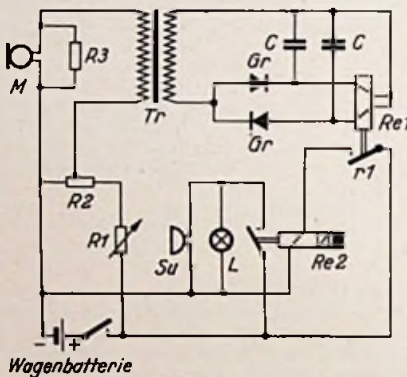 R3
M
Tr
Gr
C
C
Gr
Re1
r1
R2
R1
Su
L
Re2
- +
Wagenbatterie